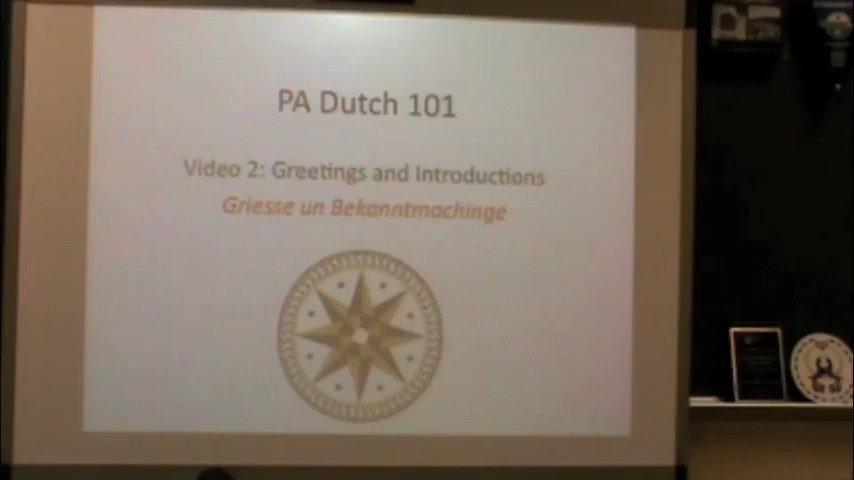 PA Dutch 101
Video 2: Greetings and Introductions
Griesse un Bekanntmachinge